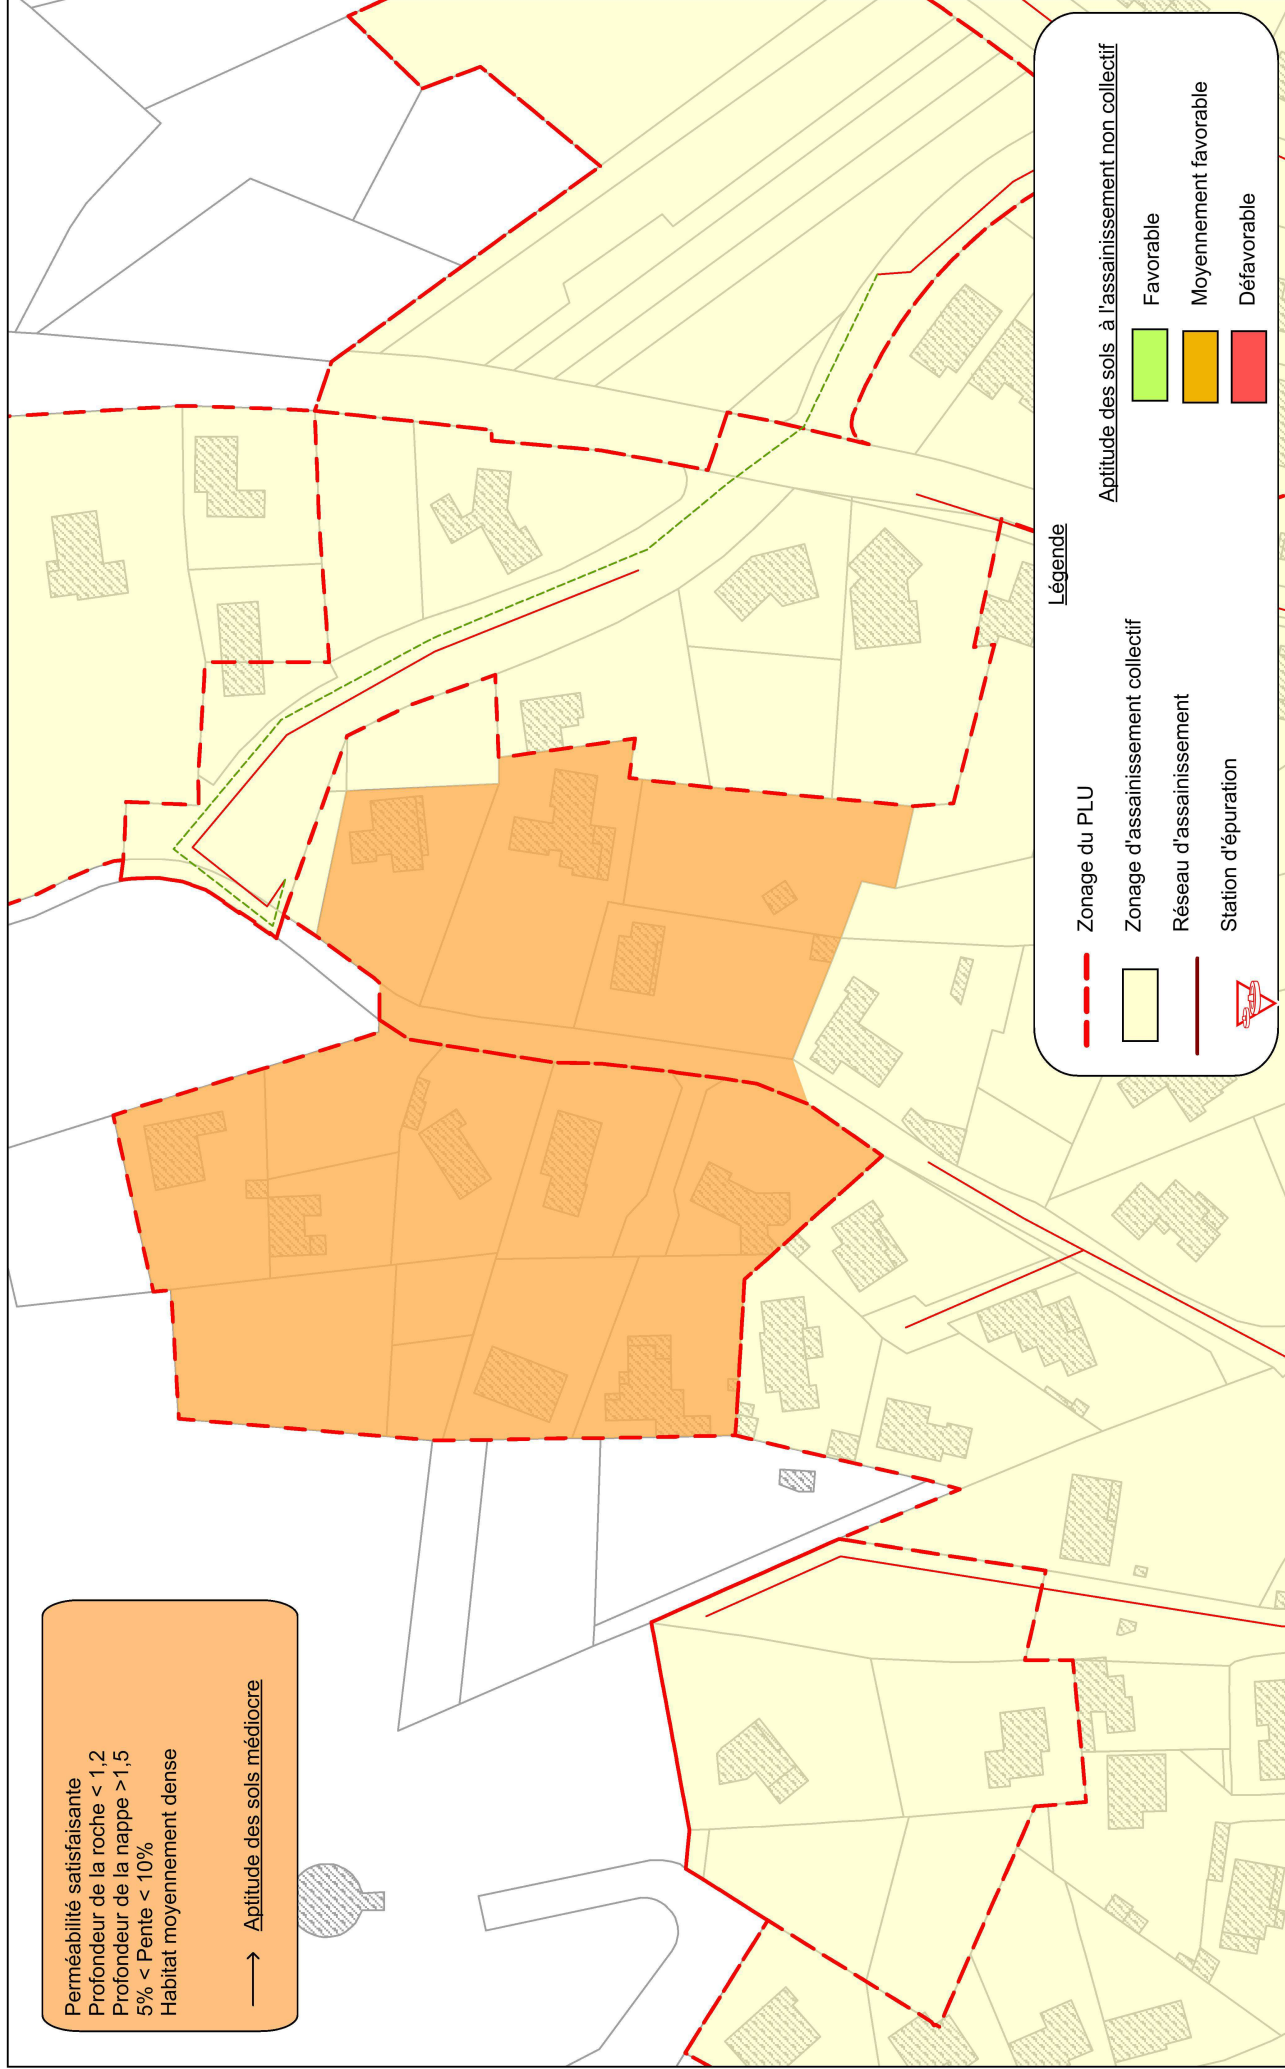 Perméabilité satisfaisante
Profondeur de la roche < 1,2
Profondeur de la nappe >1,5
5% < Pente < 10%
Habitat moyennement dense
Aptitude des sols médiocre
Légende
Zonage du PLU
Zonage d'assainissement collectif
Réseau d'assainissement
Station d'épuration
Aptitude des sols à l'assainissement non collectif
Favorable
Moyennement favorable
Défavorable